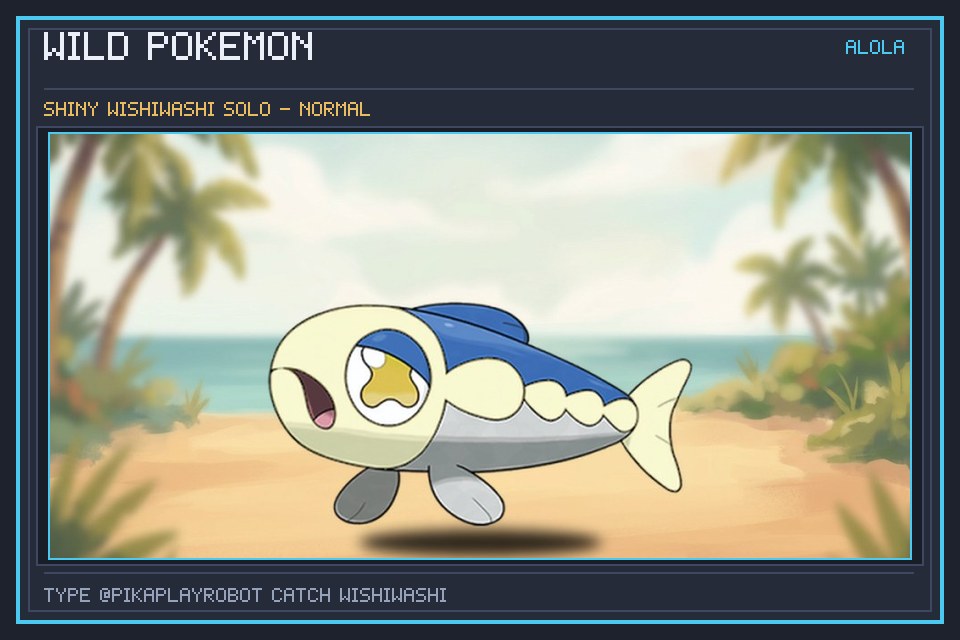 WILD POKEMON
ALOLA
SHINY WISHIWASHI SOLO - NORMAL
TYPE @PIKAPLAYROBOT CATCH WISHIWASHI